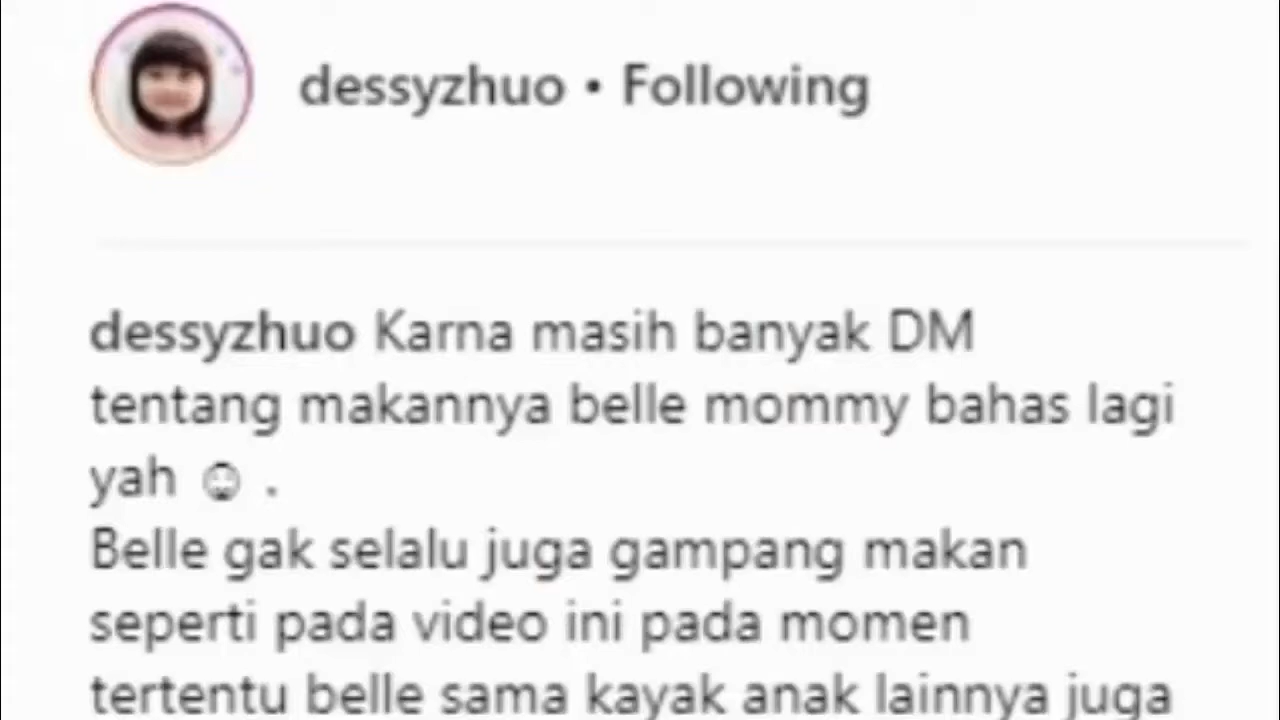 dessyzhuo • Following
dessyzhuo Karna masih banyak DM
tentang makannya belle mommy bahas lagi
yah ☺ .
Belle gak selalu juga gampang makan
seperti pada video ini pada momen
tertentu belle sama kayak anak lainnya juga